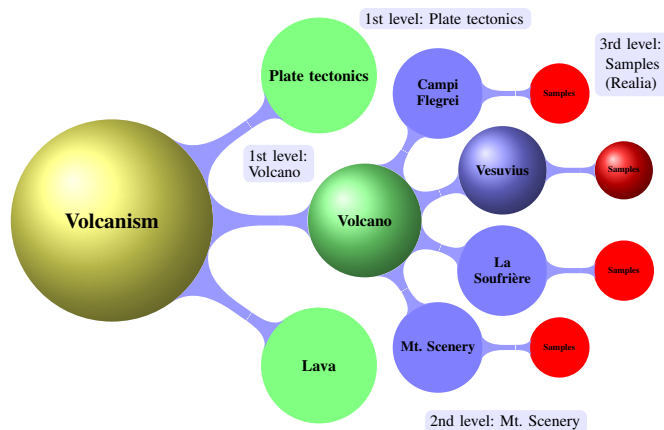 1st level: Plate tectonics
3rd level:
Samples
(Realia)
Plate tectonics
Campi
Flegrei
Samples
1st level:
Volcano
Vesuvius
Samples
Volcanism
Volcano
La
Soufrière
Samples
Mt. Scenery
Samples
Lava
2nd level: Mt. Scenery